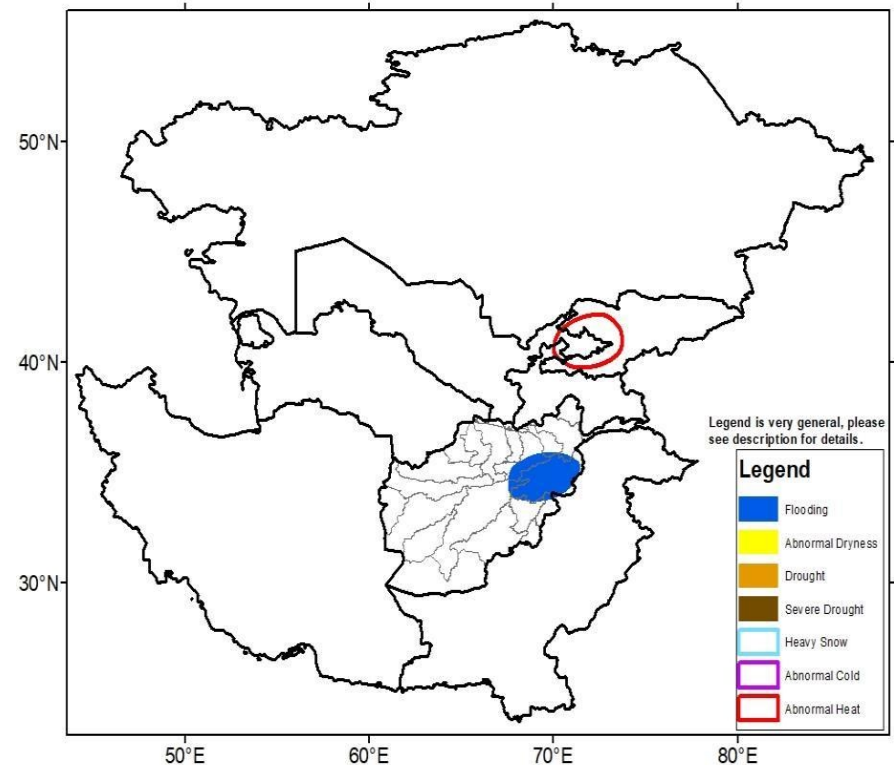 50°N
40°N
30°N
50°E
60°E
70°E
80°E
Legend is very general, please
see description for details.
Legend
Flooding
Abnormal Dryness
Drought
Severe Drought
Heavy Snow
Abnormal Cold
Abnormal Heat